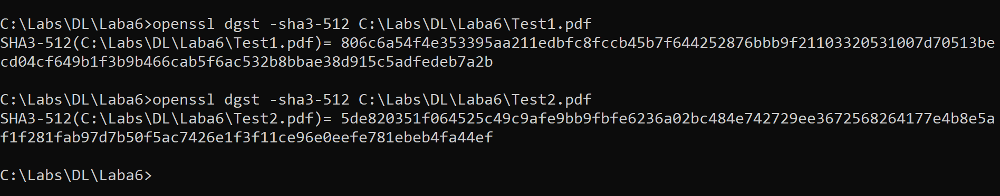 C:\Labs\DL\Laba6>openssl dgst -sha3-512 C:\Labs\DL\Laba6\Test1.pdf
SHA3-512(C:\Labs\DL\Laba6\Test1.pdf)= 806c6a54f4e353395aa211edbfc8fccb45b7f644252876bbb9f21103320531007d70513be
cd04cf649b1f3b9b466cab5f6ac532b8bbae38d915c5adfedeb7a2b
C:\Labs\DL\Laba6>openssl dgst -sha3-512 C:\Labs\DL\Laba6\Test2.pdf
SHA3-512(C:\Labs\DL\Laba6\Test2.pdf)= 5de820351f064525c49c9afe9bb9fbfe6236a02bc484e742729ee3672568264177e4b8e5a
f1f281fab97d7b50f5ac7426e1f3f11ce96e0eefe781ebeb4fa44ef
C:\Labs\DL\Laba6>